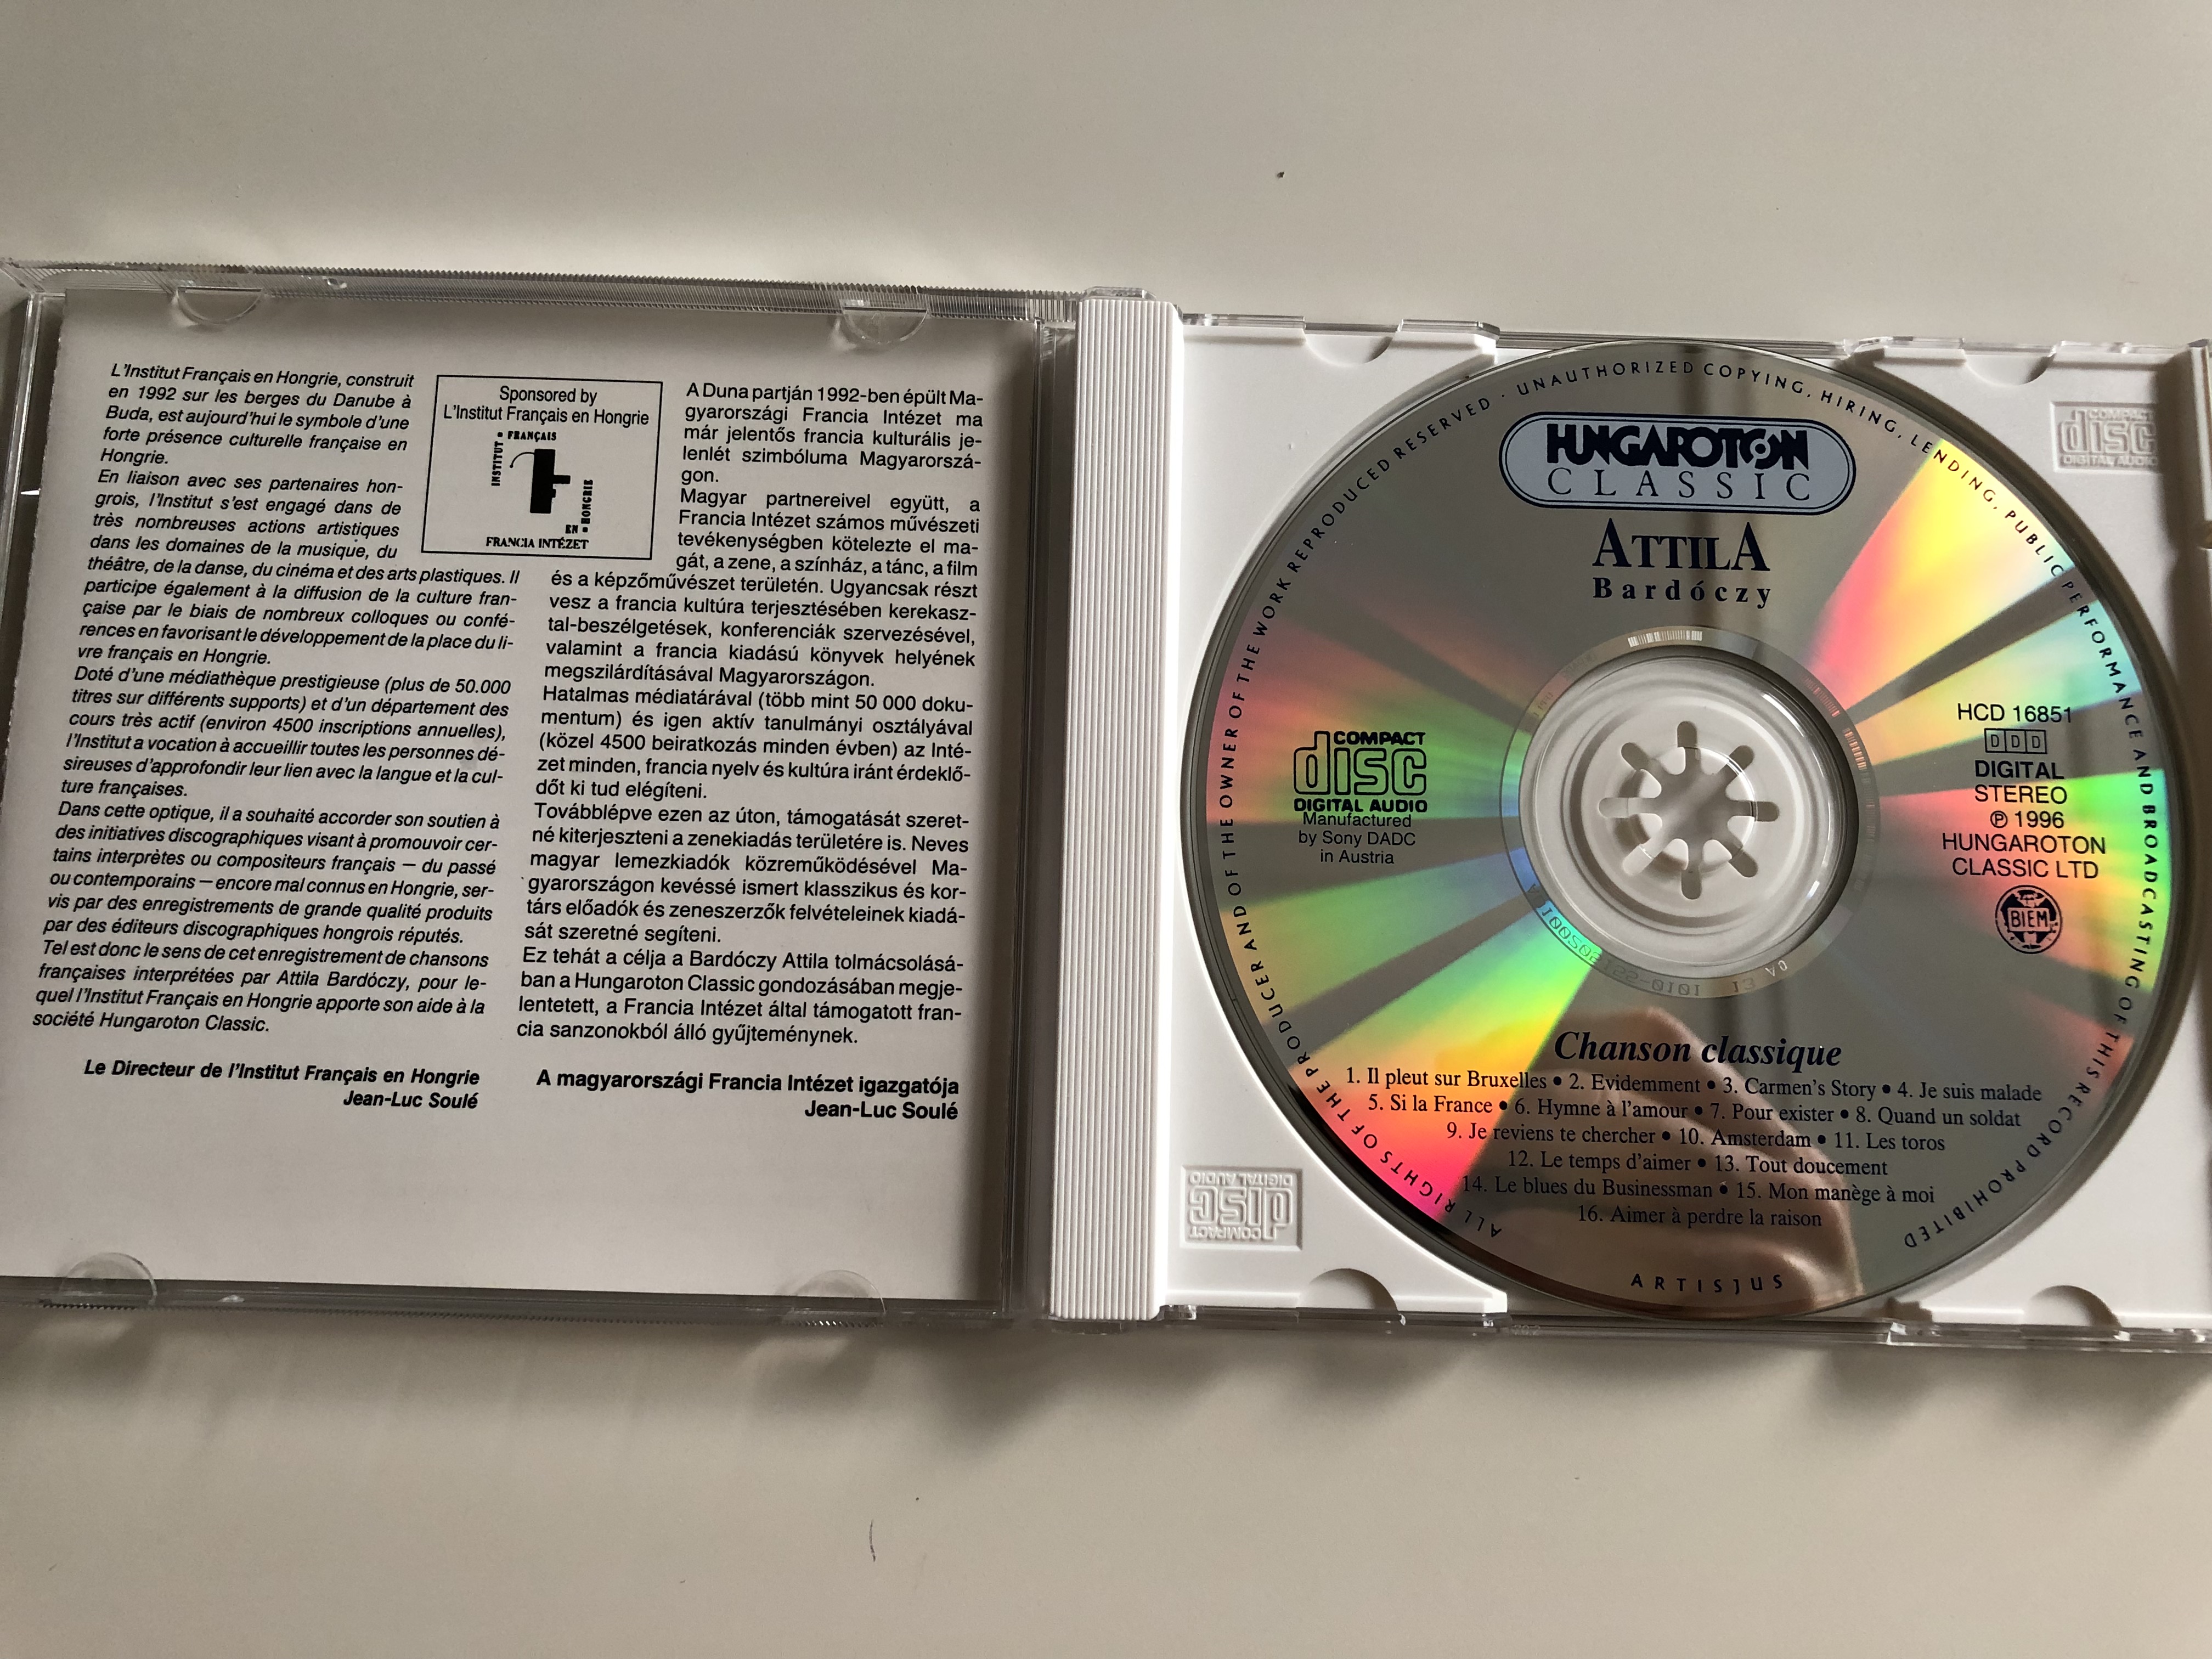 L'Institut Français en Hongrie, construit
en 1992 sur les berges du Danube à
Buda, est aujourd'hui le symbole d'une
forte présence culturelle française en
Hongrie.
En liaison avec ses partenaires hon-
grois, l'Institut s'est engagé dans de
très nombreuses actions artistiques
dans les domaines de la musique, du
théâtre, de la danse, du cinéma et des arts plastiques. Il
participe également à la diffusion de la culture fran-
çaise par le biais de nombreux colloques ou confé-
rences en favorisant le développement de la place du li-
vre français en Hongrie.
Doté d'une médiathèque prestigieuse (plus de 50.000
titres sur différents supports) et d'un département des
cours très actif (environ 4500 inscriptions annuelles),
l'Institut a vocation à accueillir toutes les personnes dé-
sireuses d'approfondir leur lien avec la langue et la cul-
ture françaises.
Dans cette optique, il a souhaité accorder son soutien à
des initiatives discographiques visant à promouvoir cer-
tains interprètes ou compositeurs français — du passé
ou contemporains — encore mal connus en Hongrie, ser-
vis par des enregistrements de grande qualité produits
par des éditeurs discographiques hongrois réputés.
Tel est donc le sens de cet enregistrement de chansons
françaises interprétées par Attila Bardóczy, pour le-
quel l'Institut Français en Hongrie apporte son aide à la
société Hungaroton Classic.
Le Directeur de l'Institut Français en Hongrie
Jean-Luc Soulé
Sponsored by
L'Institut Français en Hongrie
INSTITUT
FRANÇAIS
EN HONGRIE
FRANCIA INTÉZET
A Duna partján 1992-ben épült Ma-
gyarországi Francia Intézet ma
már jelentős francia kulturális je-
lenlét szimbóluma Magyarorszá-
gon.
Magyar partnereivel együtt, a
Francia Intézet számos művészeti
tevékenységben kötelezte el ma-
gát, a zene, a színház, a tánc, a film
és a képzőművészet területén. Ugyancsak részt
vesz a francia kultúra terjesztésében kerekasz-
tal-beszélgetések, konferenciák szervezésével,
valamint a francia kiadású könyvek helyének
megszilárdításával Magyarországon.
Hatalmas médiatárával (több mint 50 000 doku-
mentum) és igen aktív tanulmányi osztályával
(közel 4500 beiratkozás minden évben) az Inté-
zet minden, francia nyelv és kultúra iránt érdeklő-
dőt ki tud elégíteni.
Továbblépve ezen az úton, támogatását szeret-
né kiterjeszteni a zenekiadás területére is. Neves
magyar lemezkiadók közreműködésével Ma-
gyarországon kevéssé ismert klasszikus és kor-
társ előadók és zeneszerzők felvételeinek kiadá-
sát szeretné segíteni.
Ez tehát a célja a Bardóczy Attila tolmácsolásá-
ban a Hungaroton Classic gondozásában megje-
lentetett, a Francia Intézet által támogatott fran-
cia sanzonokból álló gyűjteménynek.
A magyarországi Francia Intézet igazgatója
Jean-Luc Soulé
ALL RIGHTS OF THE PRODUCER AND OF THE OWNER OF THE WORK REPRODUCED RESERVED · UNAUTHORIZED COPYING, HIRING, LENDING, PUBLIC PERFORMANCE AND BROADCASTING OF THIS RECORD PROHIBITED
HUNGAROTON
CLASSIC
ATTILA
Bardóczy
COMPACT
disc
DIGITAL AUDIO
Manufactured
by Sony DADC
in Austria
HCD 16851
DDD
DIGITAL
STEREO
℗ 1996
HUNGAROTON
CLASSIC LTD
BIEM
Chanson classique
1. Il pleut sur Bruxelles • 2. Evidemment • 3. Carmen's Story • 4. Je suis malade
5. Si la France • 6. Hymne à l'amour • 7. Pour exister • 8. Quand un soldat
9. Je reviens te chercher • 10. Amsterdam • 11. Les toros
12. Le temps d'aimer • 13. Tout doucement
14. Le blues du Businessman • 15. Mon manège à moi
16. Aimer à perdre la raison
ARTISJUS
COMPACT
disc
DIGITAL AUDIO
COMPACT
disc
DIGITAL AUDIO